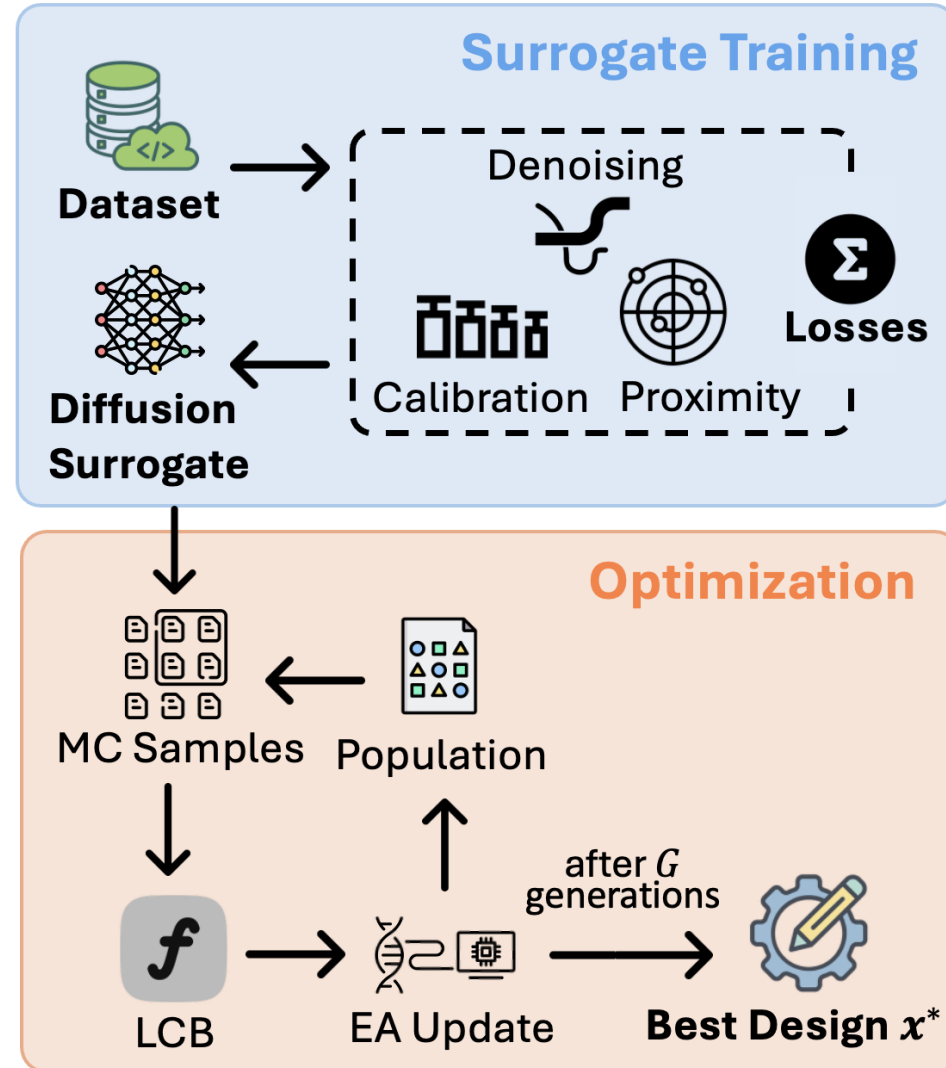 Surrogate Training
Dataset
Denoising
</>
Σ
Losses
Calibration
Proximity
Diffusion
Surrogate
Optimization
MC Samples
Population
after G
generations
f
LCB
EA Update
Best Design x*